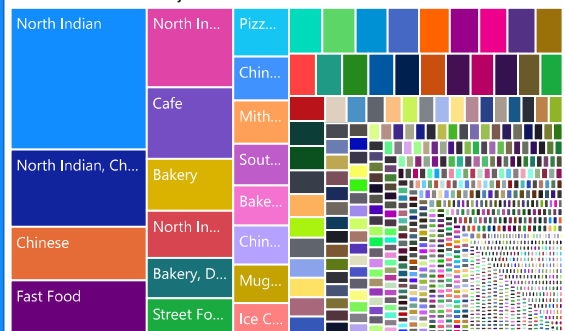 North Indian
North Indian, Ch...
Chinese
Fast Food
North In...
Cafe
Bakery
North In...
Bakery, D...
Street Fo...
Pizz...
Chin...
Mith...
Sout...
Bake...
Chin...
Mug...
Ice C...